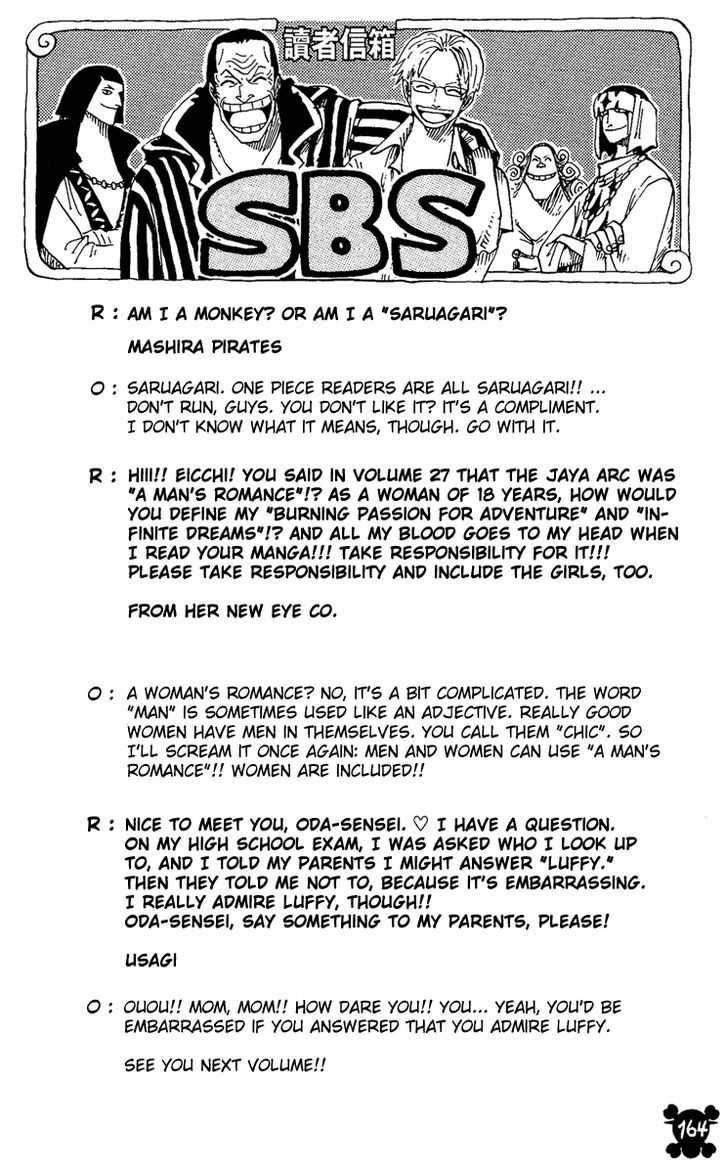 讀者信箱
SBS
R : AM I A MONKEY? OR AM I A "SARUAGARI"?
MASHIRA PIRATES
O : SARUAGARI. ONE PIECE READERS ARE ALL SARUAGARI!! ...
DON'T RUN, GUYS. YOU DON'T LIKE IT? IT'S A COMPLIMENT.
I DON'T KNOW WHAT IT MEANS, THOUGH. GO WITH IT.
R : HIII!! EICCHI! YOU SAID IN VOLUME 27 THAT THE JAYA ARC WAS
"A MAN'S ROMANCE"!? AS A WOMAN OF 18 YEARS, HOW WOULD
YOU DEFINE MY "BURNING PASSION FOR ADVENTURE" AND "IN-
FINITE DREAMS"!? AND ALL MY BLOOD GOES TO MY HEAD WHEN
I READ YOUR MANGA!!! TAKE RESPONSIBILITY FOR IT!!!
PLEASE TAKE RESPONSIBILITY AND INCLUDE THE GIRLS, TOO.
FROM HER NEW EYE CO.
O : A WOMAN'S ROMANCE? NO, IT'S A BIT COMPLICATED. THE WORD
"MAN" IS SOMETIMES USED LIKE AN ADJECTIVE. REALLY GOOD
WOMEN HAVE MEN IN THEMSELVES. YOU CALL THEM "CHIC". SO
I'LL SCREAM IT ONCE AGAIN: MEN AND WOMEN CAN USE "A MAN'S
ROMANCE"!! WOMEN ARE INCLUDED!!
R : NICE TO MEET YOU, ODA-SENSEI. ♡ I HAVE A QUESTION.
ON MY HIGH SCHOOL EXAM, I WAS ASKED WHO I LOOK UP
TO, AND I TOLD MY PARENTS I MIGHT ANSWER "LUFFY."
THEN THEY TOLD ME NOT TO, BECAUSE IT'S EMBARRASSING.
I REALLY ADMIRE LUFFY, THOUGH!!
ODA-SENSEI, SAY SOMETHING TO MY PARENTS, PLEASE!
USAGI
O : OUOU!! MOM, MOM!! HOW DARE YOU!! YOU... YEAH, YOU'D BE
EMBARRASSED IF YOU ANSWERED THAT YOU ADMIRE LUFFY.
SEE YOU NEXT VOLUME!!
164